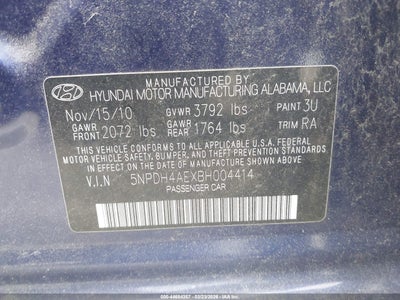 HYUNDAI MOTOR MANUFACTURING ALABAMA, LLC
Nov/15/10 GVWR 3792 lbs PAINT 3U
GAWR FRONT 2072 lbs GAWR REAR 1764 lbs TRIM RA
THIS VEHICLE CONFORMS TO ALL APPLICABLE
FEDERAL MOTOR VEHICLE SAFETY, BUMPER, AND
THEFT PREVENTION STANDARDS IN EFFECT ON THE
DATE OF MANUFACTURE SHOWN ABOVE.
V.I.N 5NPDH4AEXBH004414
PASSENGER CAR